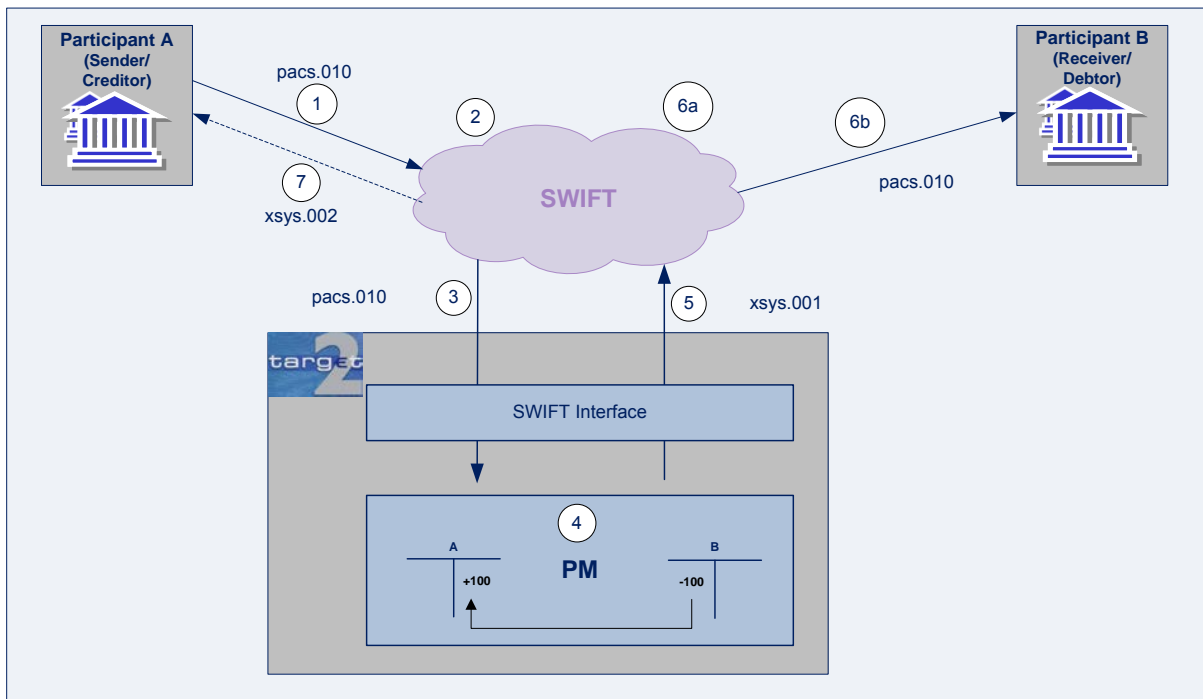 Participant A
(Sender/
Creditor)
Participant B
(Receiver/
Debtor)
pacs.010
1
2
6a
6b
7
xsys.002
SWIFT
pacs.010
pacs.010
3
5
xsys.001
target
2
SWIFT Interface
4
A
PM
B
+100
-100